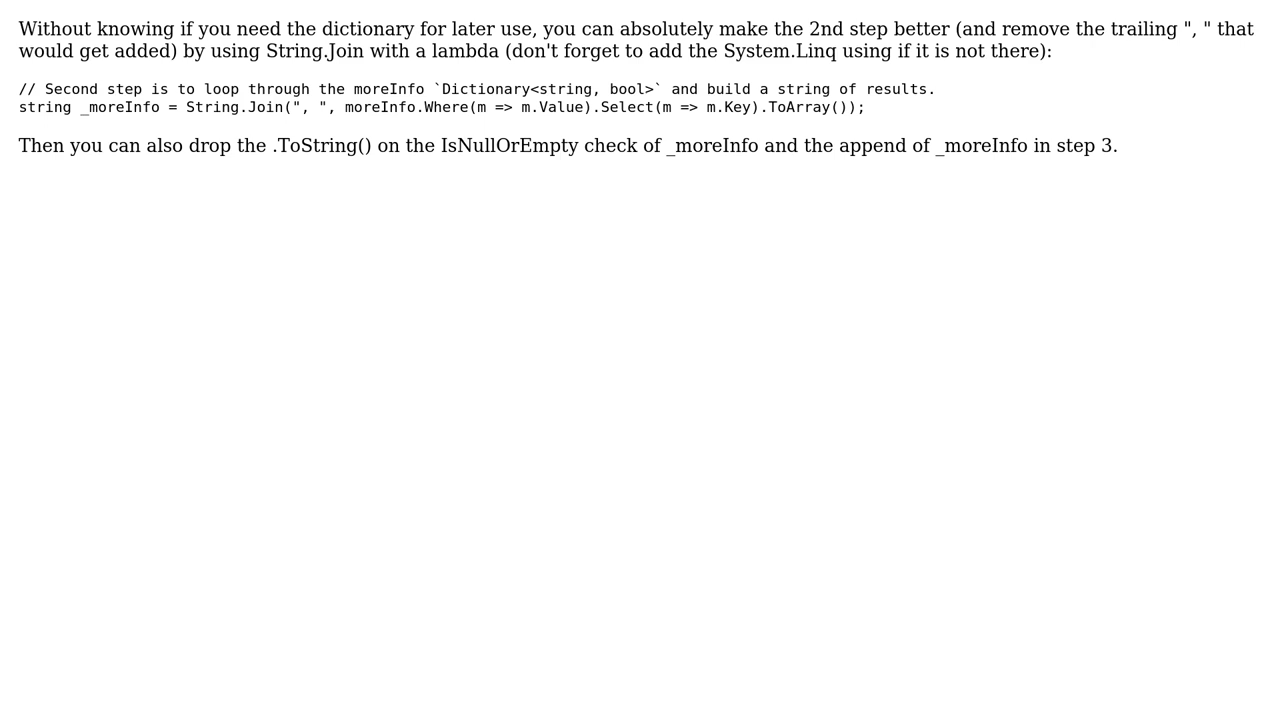 Without knowing if you need the dictionary for later use, you can absolutely make the 2nd step better (and remove the trailing ", " that
would get added) by using String.Join with a lambda (don't forget to add the System.Linq using if it is not there):
// Second step is to loop through the moreInfo `Dictionary<string, bool>` and build a string of results.
string _moreInfo = String.Join(", ", moreInfo.Where(m => m.Value).Select(m => m.Key).ToArray());
Then you can also drop the .ToString() on the IsNullOrEmpty check of _moreInfo and the append of _moreInfo in step 3.